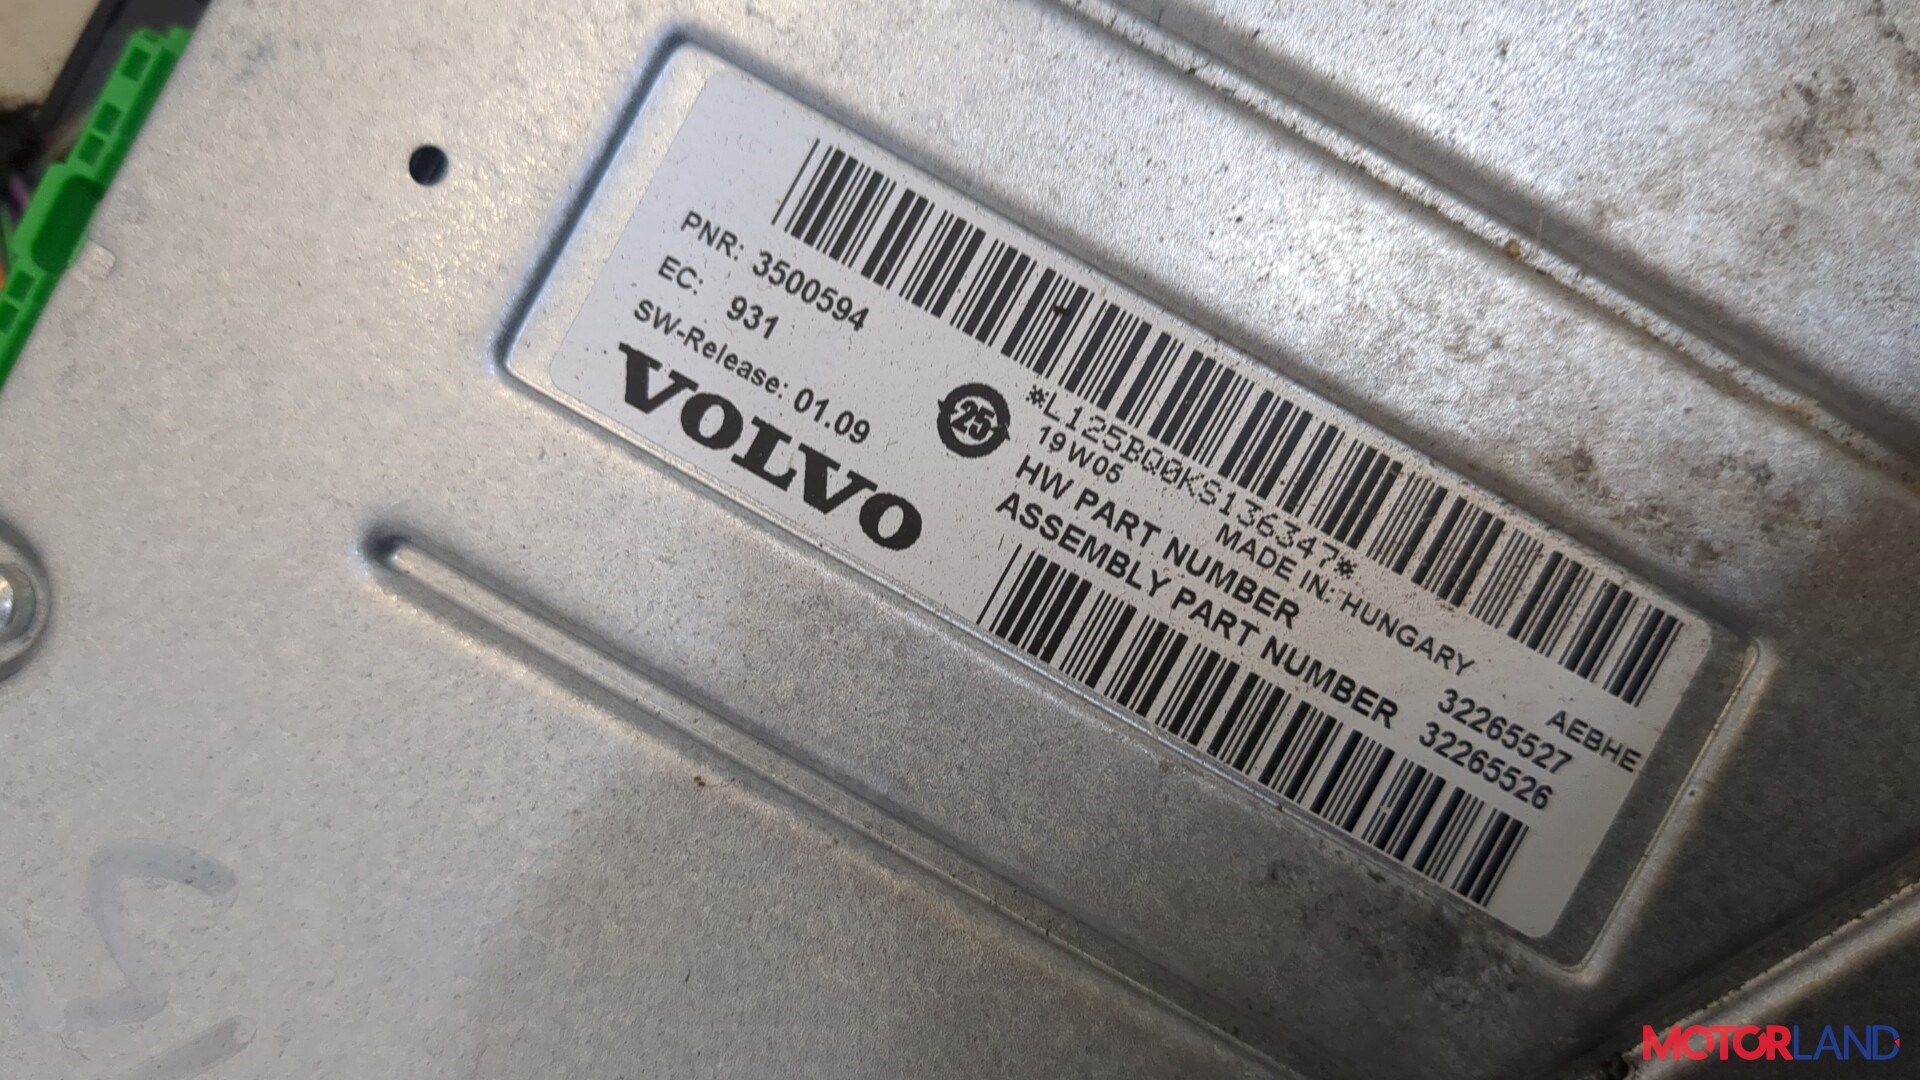 PNR: 3500594
EC: 931
SW-Release: 01.09
VOLVO
25
*L125BQ0KS136347*
19W05 MADE IN: HUNGARY AEBHE
HW PART NUMBER 32265527
ASSEMBLY PART NUMBER 32265526
MOTORLAND